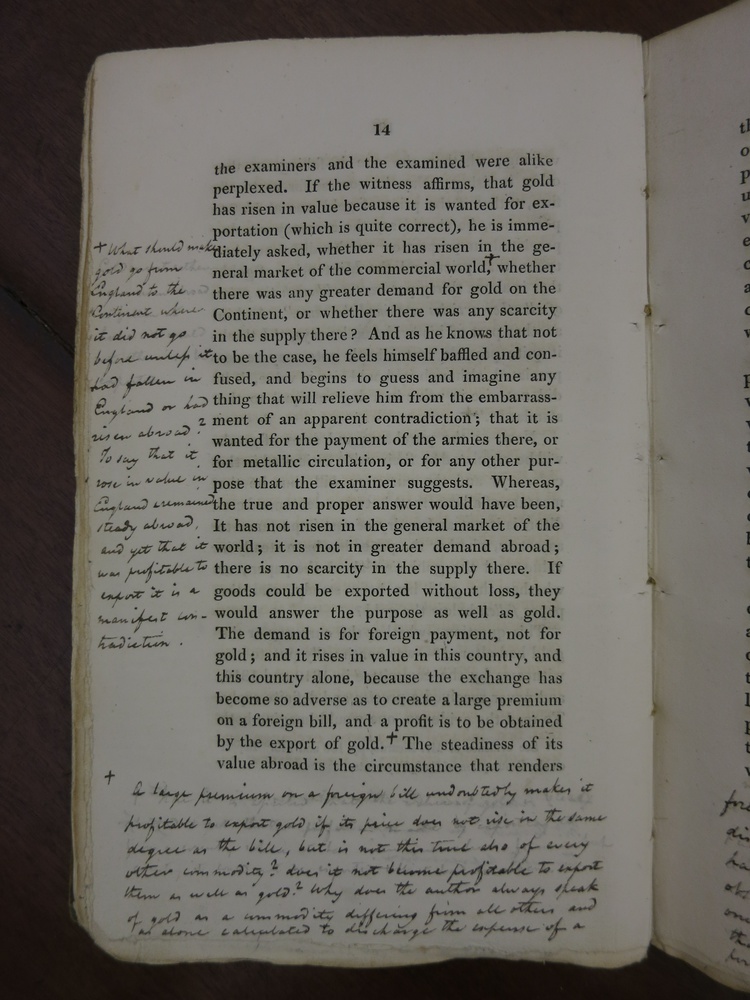 14
the examiners and the examined were alike
perplexed. If the witness affirms, that gold
has risen in value because it is wanted for ex-
portation (which is quite correct), he is imme-
diately asked, whether it has risen in the ge-
neral market of the commercial world,+ whether
there was any greater demand for gold on the
Continent, or whether there was any scarcity
in the supply there? And as he knows that not
to be the case, he feels himself baffled and con-
fused, and begins to guess and imagine any
thing that will relieve him from the embarrass-
ment of an apparent contradiction; that it is
wanted for the payment of the armies there, or
for metallic circulation, or for any other pur-
pose that the examiner suggests. Whereas,
the true and proper answer would have been,
It has not risen in the general market of the
world; it is not in greater demand abroad;
there is no scarcity in the supply there. If
goods could be exported without loss, they
would answer the purpose as well as gold.
The demand is for foreign payment, not for
gold; and it rises in value in this country, and
this country alone, because the exchange has
become so adverse as to create a large premium
on a foreign bill, and a profit is to be obtained
by the export of gold.+ The steadiness of its
value abroad is the circumstance that renders
+ What should make
gold go from
England to the
Continent where
it did not go
before unless it
had fallen in
England or had
risen abroad?
To say that it
rose in value in
England & remained
steady abroad,
and yet that it
was profitable to
export it is a
manifest con-
tradiction.
+
A large premium on a foreign bill undoubtedly makes it
profitable to export gold if its price does not rise in the same
degree as the bill, but is not this true also of every
other commodity? does it not become profitable to export
them as well as gold? Why does the author always speak
of gold as a commodity differing from all others and
as alone calculated to discharge the expense of a